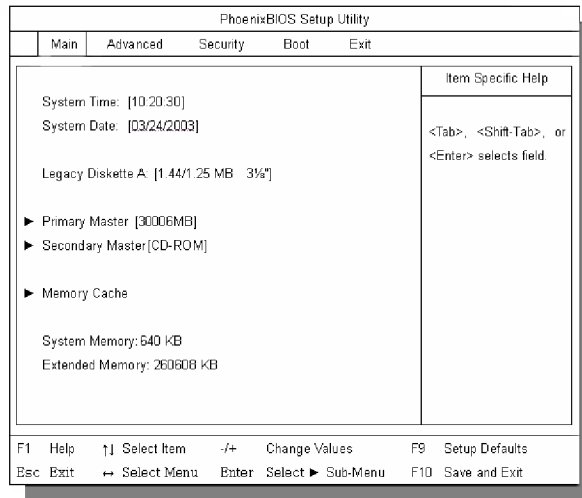 PhoenixBIOS Setup Utility
Main Advanced Security Boot Exit
Item Specific Help
System Time: [10:20:30]
System Date: [03/24/2003]
<Tab>, <Shift-Tab>, or
<Enter> selects field.
Legacy Diskette A: [1.44/1.25 MB 3½"]
► Primary Master [30006MB]
► Secondary Master[CD-ROM]
► Memory Cache
System Memory: 640 KB
Extended Memory: 260608 KB
F1 Help ↑↓ Select Item -/+ Change Values F9 Setup Defaults
Esc Exit ↔ Select Menu Enter Select ► Sub-Menu F10 Save and Exit